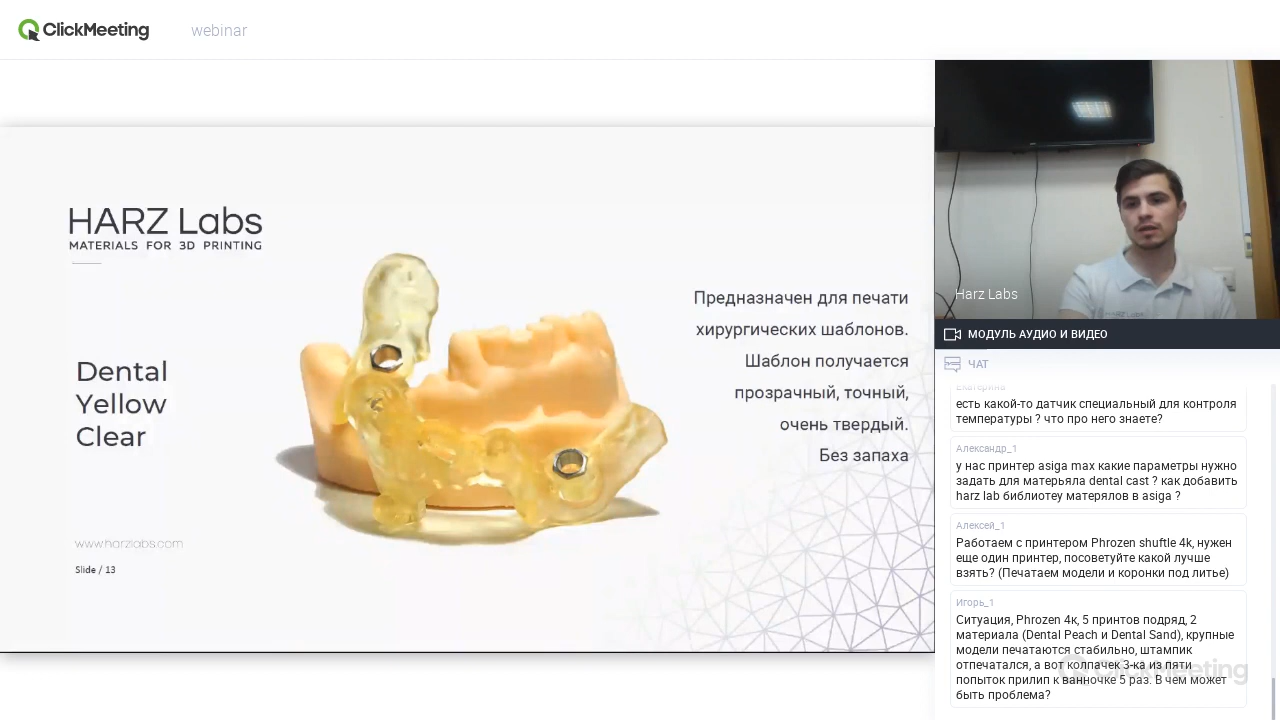 ClickMeeting
webinar
HARZ Labs
MATERIALS FOR 3D PRINTING
Dental
Yellow
Clear
www.harzlabs.com
Slide / 13
Предназначен для печати
хирургических шаблонов.
Шаблон получается
прозрачный, точный,
очень твердый.
Без запаха
Harz Labs
МОДУЛЬ АУДИО И ВИДЕО
ЧАТ
Екатерина
есть какой-то датчик специальный для контроля
температуры ? что про него знаете?
Александр_1
у нас принтер asiga max какие параметры нужно
задать для матерьяла dental cast ? как добавить
harz lab библиотеу матерялов в asiga ?
Алексей_1
Работаем с принтером Phrozen shuftle 4k, нужен
еще один принтер, посоветуйте какой лучше
взять? (Печатаем модели и коронки под литье)
Игорь_1
Ситуация, Phrozen 4к, 5 принтов подряд, 2
материала (Dental Peach и Dental Sand), крупные
модели печатаются стабильно, штампик
отпечатался, а вот колпачек 3-ка из пяти
попыток прилип к ванночке 5 раз. В чем может
быть проблема?
ClickMeeting